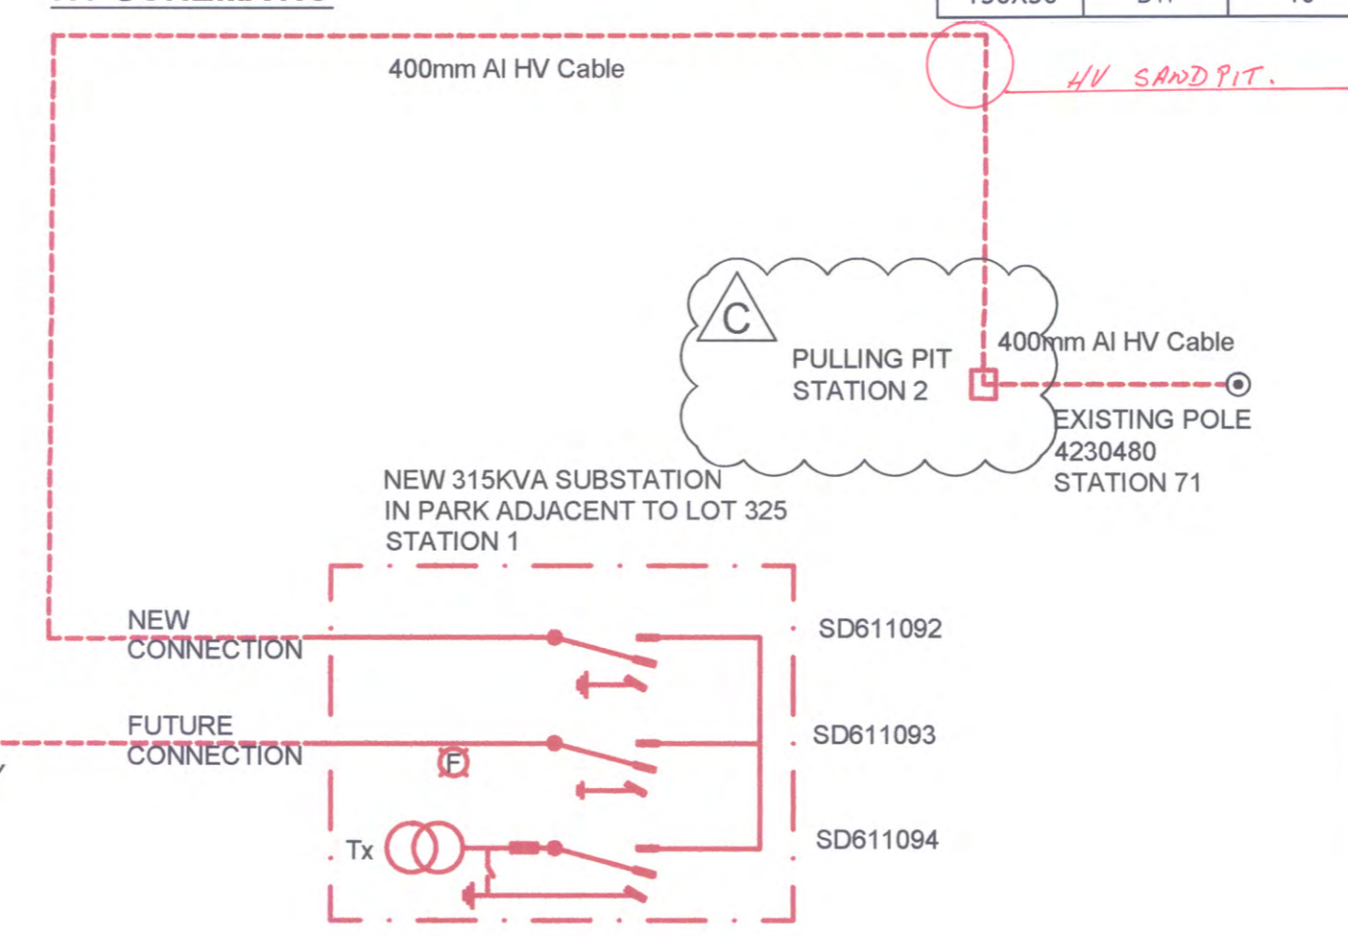 400mm Al HV Cable
HV SANDPIT.
C
PULLING PIT
STATION 2
400mm Al HV Cable
EXISTING POLE
4230480
STATION 71
NEW 315KVA SUBSTATION
IN PARK ADJACENT TO LOT 325
STATION 1
NEW
CONNECTION
SD611092
FUTURE
CONNECTION
F
SD611093
Tx
SD611094